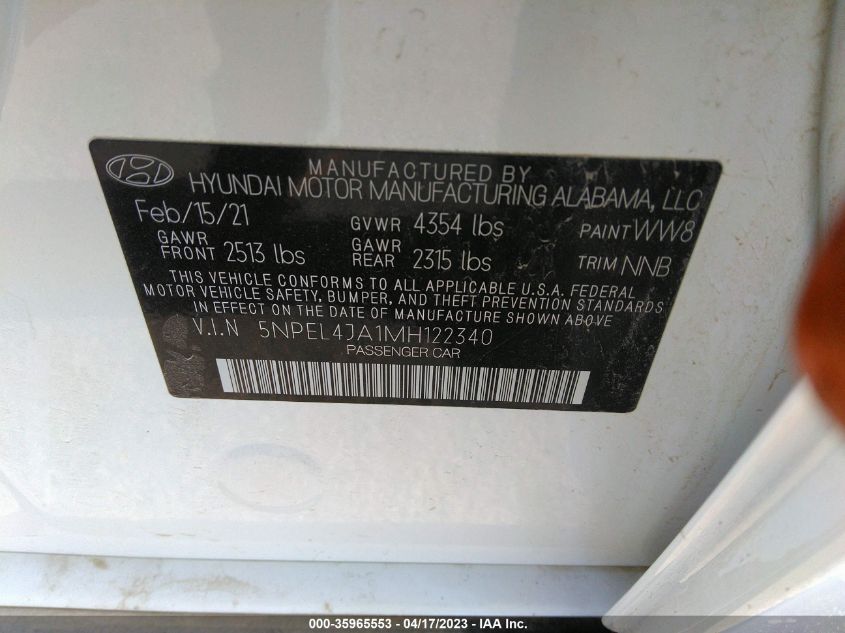 MANUFACTURED BY
HYUNDAI MOTOR MANUFACTURING ALABAMA, LLC
Feb/15/21 GVWR 4354 lbs PAINT WW8
GAWR FRONT 2513 lbs GAWR REAR 2315 lbs TRIM NNB
THIS VEHICLE CONFORMS TO ALL APPLICABLE U.S.A. FEDERAL
MOTOR VEHICLE SAFETY, BUMPER, AND THEFT PREVENTION STANDARDS
IN EFFECT ON THE DATE OF MANUFACTURE SHOWN ABOVE
V.I.N 5NPEL4JA1MH122340
PASSENGER CAR
000-35965553 - 04/17/2023 - IAA Inc.